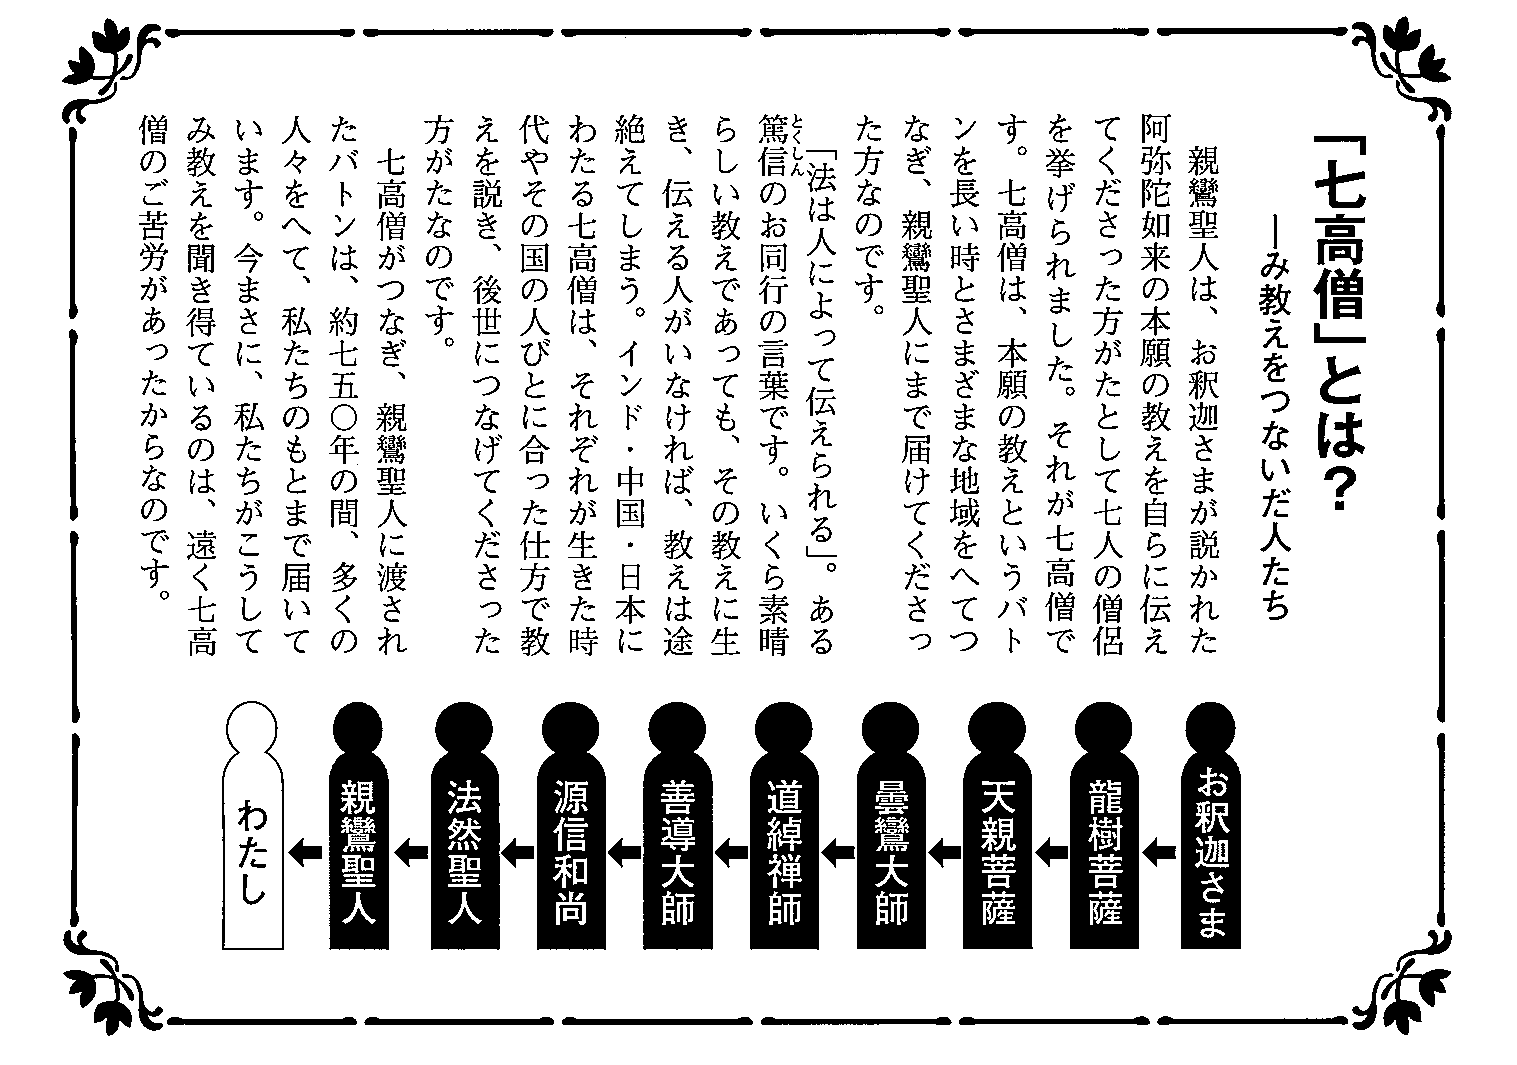 「七高僧」とは？
―み教えをつないだ人たち
親鸞聖人は、お釈迦さまが説かれた
阿弥陀如来の本願の教えを自らに伝え
てくださった方がたとして七人の僧侶
を挙げられました。それが七高僧で
す。七高僧は、本願の教えというバト
ンを長い時とさまざまな地域をへてつ
なぎ、親鸞聖人にまで届けてくださっ
た方なのです。
「法は人によって伝えられる」。ある
篤信のお同行の言葉です。いくら素晴
とくしん
らしい教えであっても、その教えに生
き、伝える人がいなければ、教えは途
絶えてしまう。インド・中国・日本に
わたる七高僧は、それぞれが生きた時
代やその国の人びとに合った仕方で教
えを説き、後世につなげてくださった
方がたなのです。
七高僧がつなぎ、親鸞聖人に渡され
たバトンは、約七五〇年の間、多くの
人々をへて、私たちのもとまで届いて
います。今まさに、私たちがこうして
み教えを聞き得ているのは、遠く七高
僧のご苦労があったからなのです。
お釈迦さま
龍樹菩薩
天親菩薩
曇鸞大師
道綽禅師
善導大師
源信和尚
法然聖人
親鸞聖人
わたし